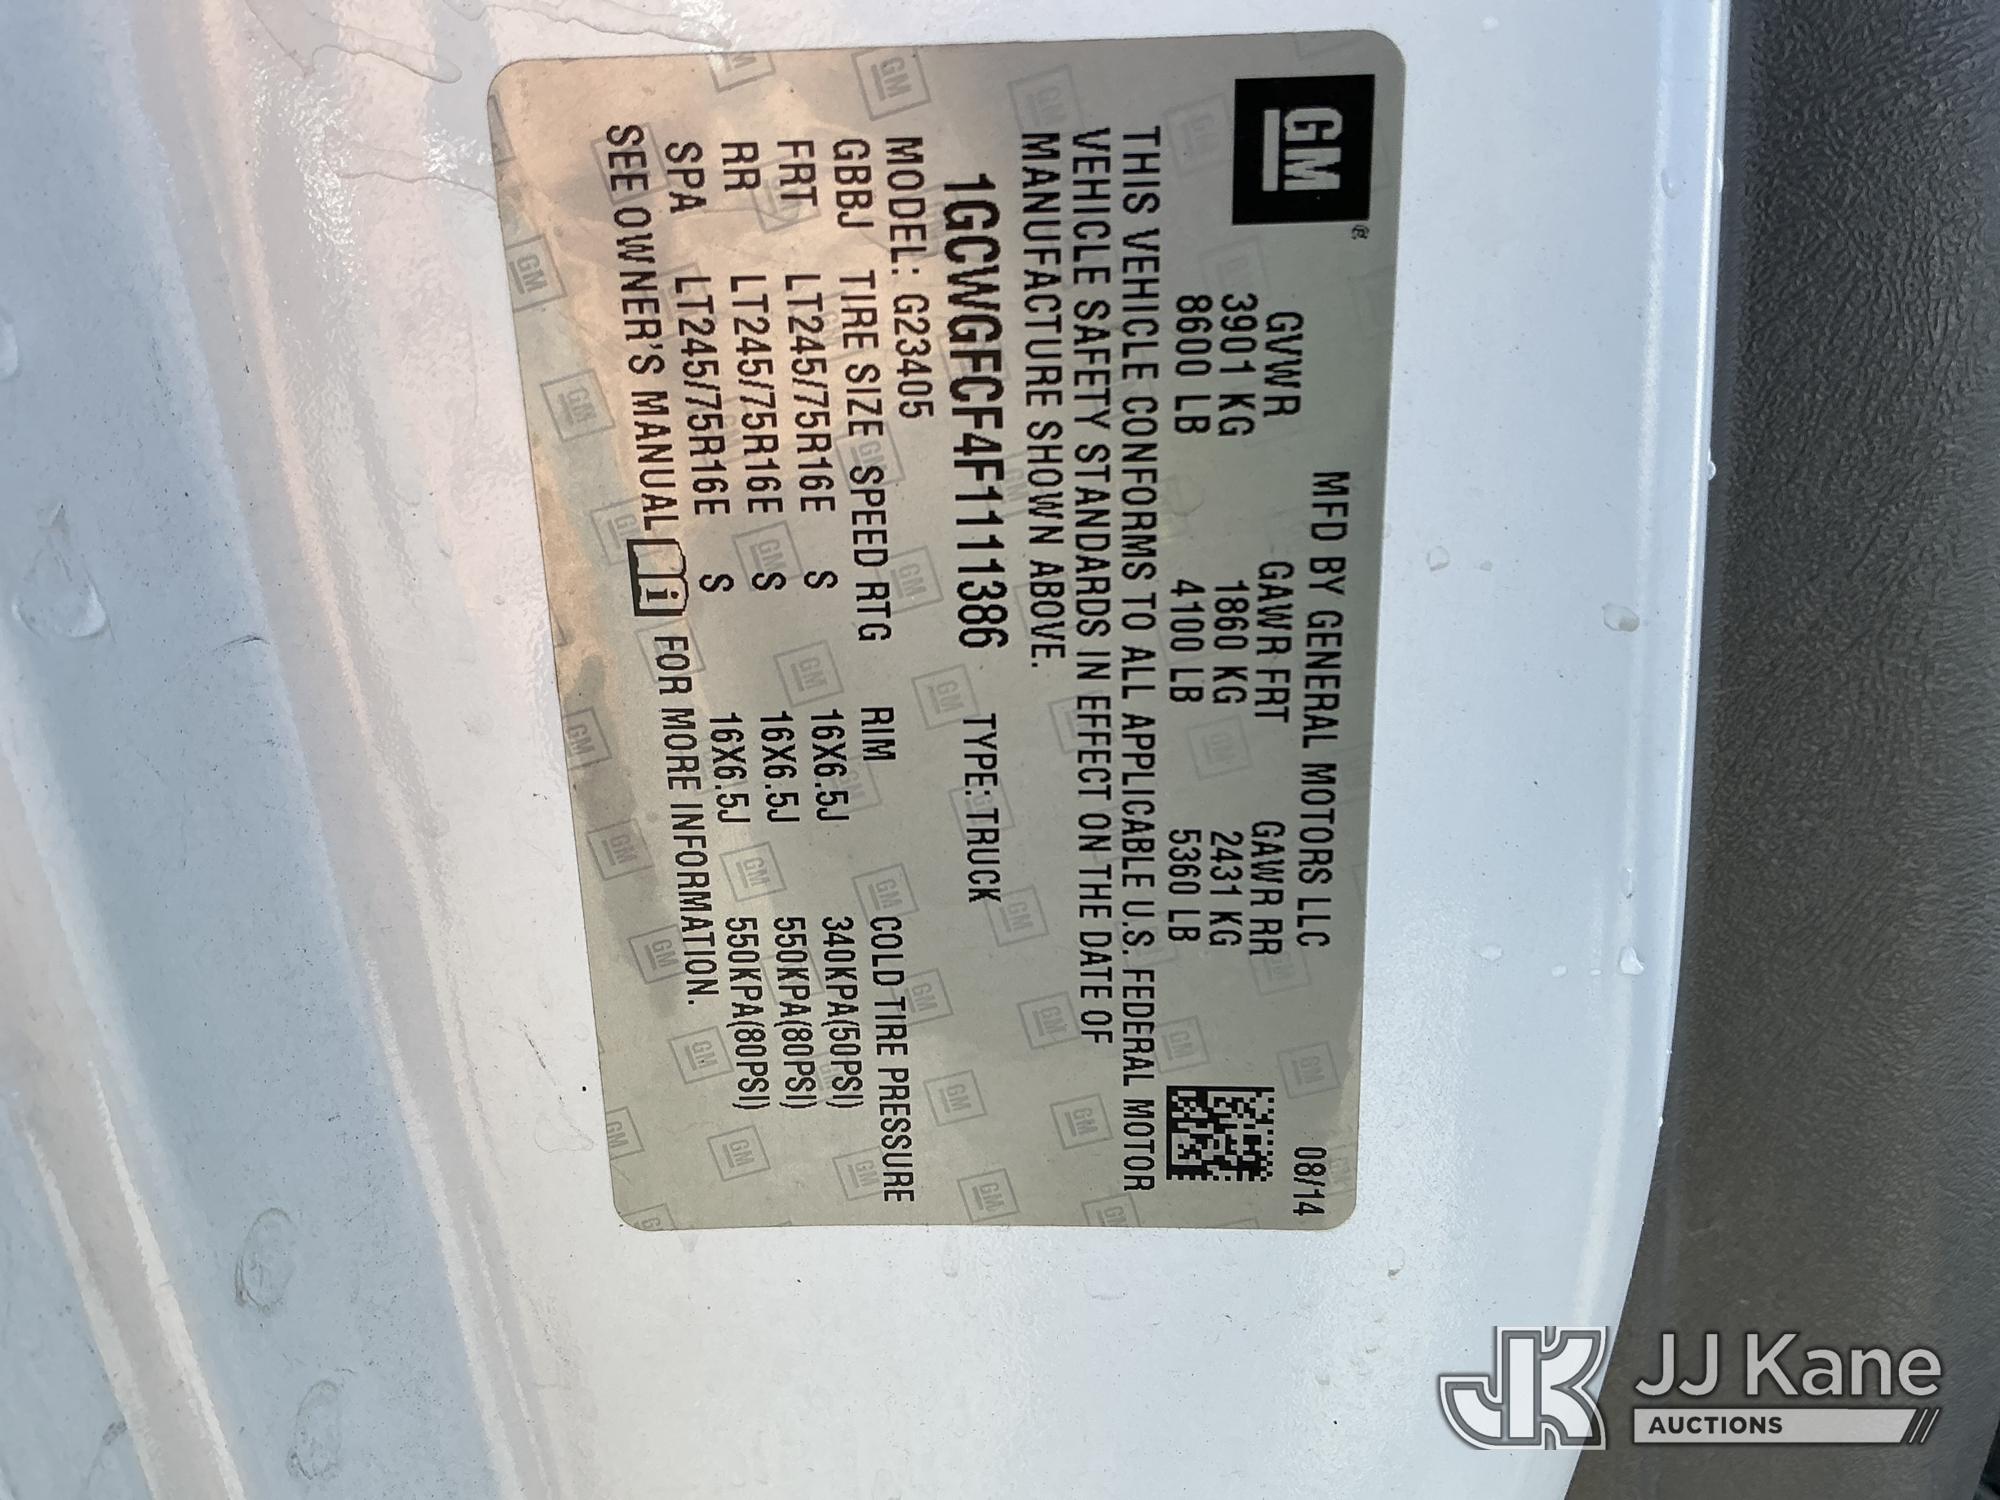 GM®
MFD BY GENERAL MOTORS LLC 08/14
GVWR GAWR FRT GAWR RR
3901 KG 1860 KG 2431 KG
8600 LB 4100 LB 5360 LB
THIS VEHICLE CONFORMS TO ALL APPLICABLE U.S. FEDERAL MOTOR
VEHICLE SAFETY STANDARDS IN EFFECT ON THE DATE OF
MANUFACTURE SHOWN ABOVE.
1GCWGFCF4F1111386 TYPE: TRUCK
MODEL: G23405
GBBJ TIRE SIZE SPEED RTG RIM COLD TIRE PRESSURE
FRT LT245/75R16E S 16X6.5J 340KPA(50PSI)
RR LT245/75R16E S 16X6.5J 550KPA(80PSI)
SPA LT245/75R16E S 16X6.5J 550KPA(80PSI)
SEE OWNER'S MANUAL i FOR MORE INFORMATION.
JK JJ Kane
AUCTIONS